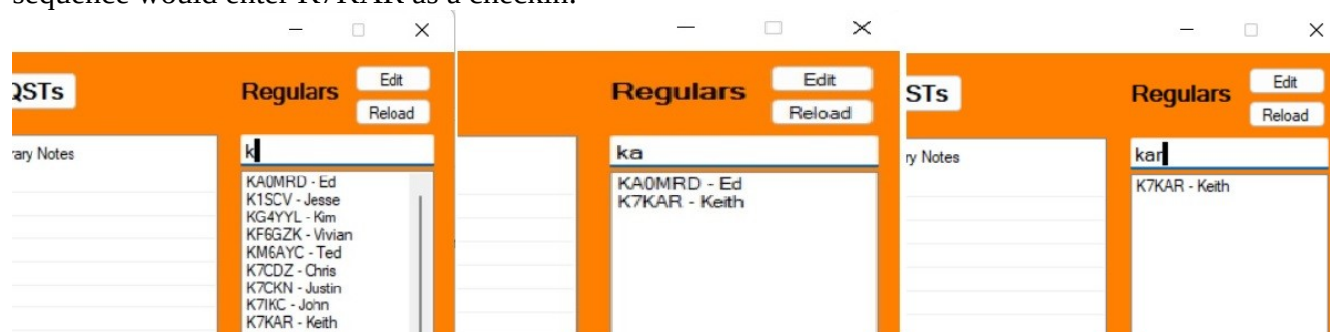 sequence would enter K7KAR as a checkin.
QSTs
Regulars
Edit
Reload
rary Notes
k
KA0MRD - Ed
K1SCV - Jesse
KG4YYL - Kim
KF6GZK - Vivian
KM6AYC - Ted
K7CDZ - Chris
K7CKN - Justin
K7IKC - John
K7KAR - Keith
Regulars
Edit
Reload
ka
KA0MRD - Ed
K7KAR - Keith
STs
Regulars
Edit
Reload
ry Notes
kar
K7KAR - Keith